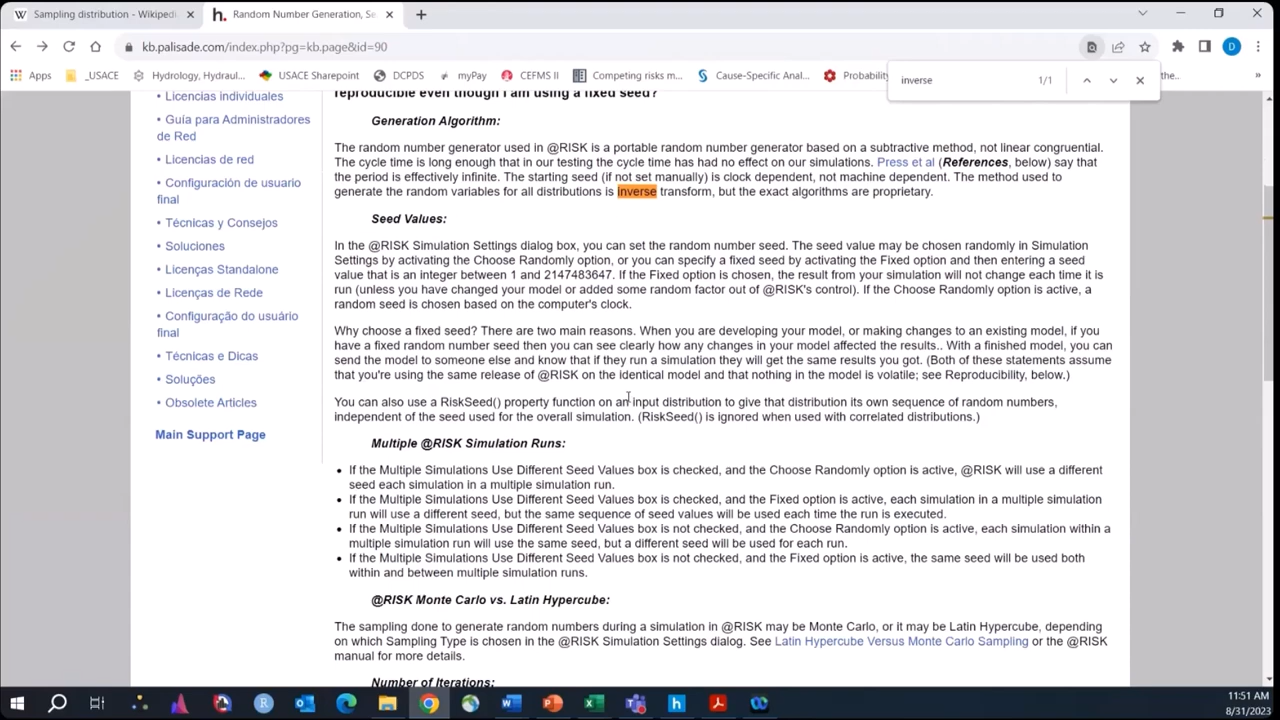 Sampling distribution - Wikipedi
Random Number Generation, Se
kb.palisade.com/index.php?pg=kb.page&id=90
D
Apps
_USACE
Hydrology, Hydraul...
USACE Sharepoint
DCPDS
myPay
CEFMS II
Competing risks m...
Cause-Specific Anal...
Probability
the...
»
inverse
1/1
Licencias individuales
Guía para Administradores
de Red
Licencias de red
Configuración de usuario
final
Técnicas y Consejos
Soluciones
Licenças Standalone
Licenças de Rede
Configuração do usuário
final
Técnicas e Dicas
Soluções
Obsolete Articles
Main Support Page
reproducible even though I am using a fixed seed?
Generation Algorithm:
The random number generator used in @RISK is a portable random number generator based on a subtractive method, not linear congruential.
The cycle time is long enough that in our testing the cycle time has had no effect on our simulations. Press et al (References, below) say that
the period is effectively infinite. The starting seed (if not set manually) is clock dependent, not machine dependent. The method used to
generate the random variables for all distributions is inverse transform, but the exact algorithms are proprietary.
Seed Values:
In the @RISK Simulation Settings dialog box, you can set the random number seed. The seed value may be chosen randomly in Simulation
Settings by activating the Choose Randomly option, or you can specify a fixed seed by activating the Fixed option and then entering a seed
value that is an integer between 1 and 2147483647. If the Fixed option is chosen, the result from your simulation will not change each time it is
run (unless you have changed your model or added some random factor out of @RISK's control). If the Choose Randomly option is active, a
random seed is chosen based on the computer's clock.
Why choose a fixed seed? There are two main reasons. When you are developing your model, or making changes to an existing model, if you
have a fixed random number seed then you can see clearly how any changes in your model affected the results.. With a finished model, you can
send the model to someone else and know that if they run a simulation they will get the same results you got. (Both of these statements assume
that you're using the same release of @RISK on the identical model and that nothing in the model is volatile; see Reproducibility, below.)
You can also use a RiskSeed() property function on an input distribution to give that distribution its own sequence of random numbers,
independent of the seed used for the overall simulation. (RiskSeed() is ignored when used with correlated distributions.)
Multiple @RISK Simulation Runs:
If the Multiple Simulations Use Different Seed Values box is checked, and the Choose Randomly option is active, @RISK will use a different
seed each simulation in a multiple simulation run.
If the Multiple Simulations Use Different Seed Values box is checked, and the Fixed option is active, each simulation in a multiple simulation
run will use a different seed, but the same sequence of seed values will be used each time the run is executed.
If the Multiple Simulations Use Different Seed Values box is not checked, and the Choose Randomly option is active, each simulation within a
multiple simulation run will use the same seed, but a different seed will be used for each run.
If the Multiple Simulations Use Different Seed Values box is not checked, and the Fixed option is active, the same seed will be used both
within and between multiple simulation runs.
@RISK Monte Carlo vs. Latin Hypercube:
The sampling done to generate random numbers during a simulation in @RISK may be Monte Carlo, or it may be Latin Hypercube, depending
on which Sampling Type is chosen in the @RISK Simulation Settings dialog. See Latin Hypercube Versus Monte Carlo Sampling or the @RISK
manual for more details.
Number of Iterations:
11:51 AM
8/31/2023